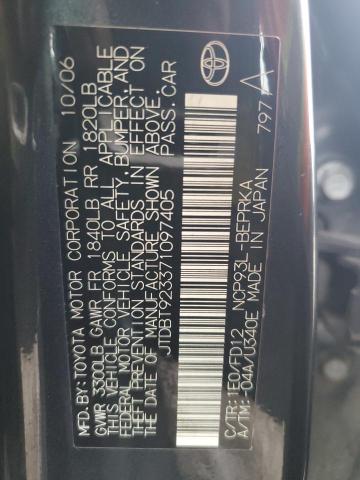 MFD.BY: TOYOTA MOTOR CORPORATION 10/06
GVWR 3300LB GAWR FR 1840LB RR 1820LB
THIS VEHICLE CONFORMS TO ALL APPLICABLE
FEDERAL MOTOR VEHICLE SAFETY, BUMPER, AND
THEFT PREVENTION STANDARDS IN EFFECT ON
THE DATE OF MANUFACTURE SHOWN ABOVE.
JTDBT923371097405 PASS.CAR
C/TR: 1E0/FD12 NCP93L-BEPRKA
A/TM: -04A/U340E MADE IN JAPAN 797 A